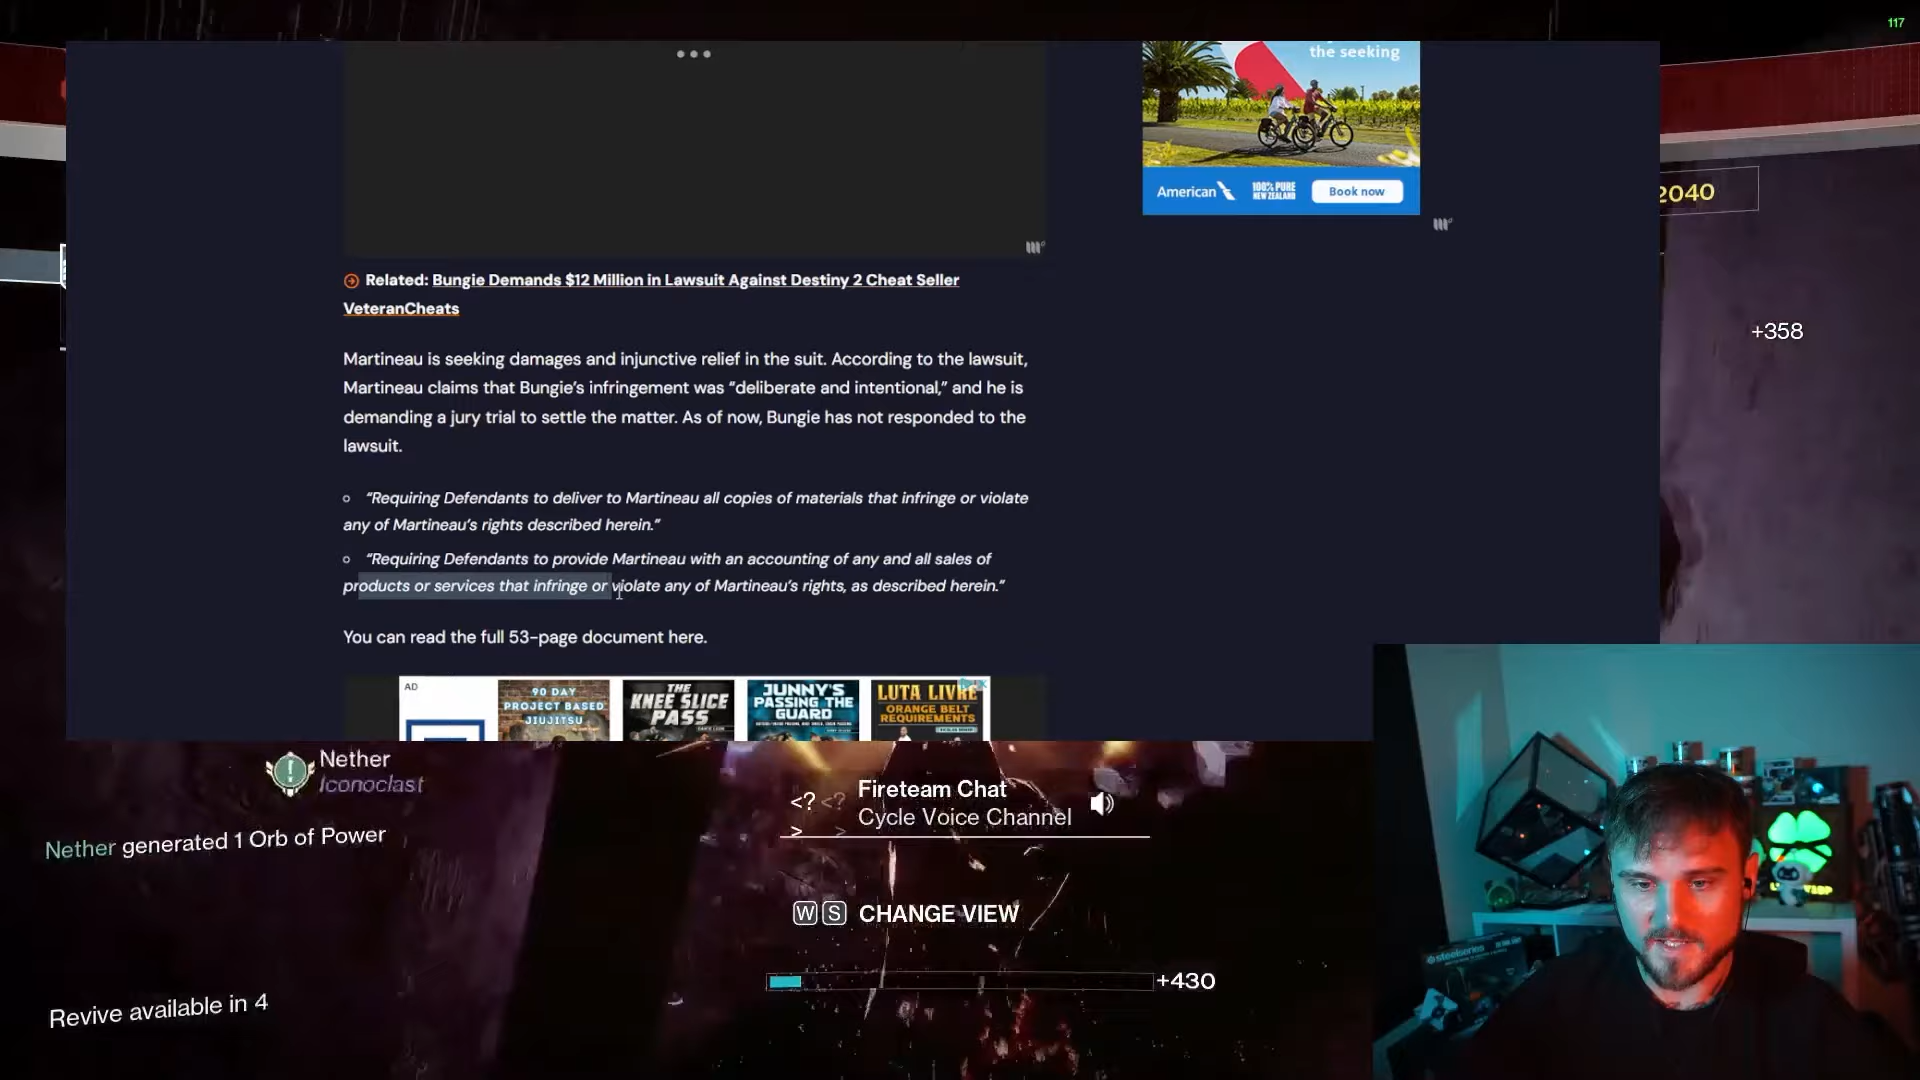 117
the seeking
American
100% PURE
NEW ZEALAND
Book now
2040
+358
Related: Bungie Demands $12 Million in Lawsuit Against Destiny 2 Cheat Seller
VeteranCheats
Martineau is seeking damages and injunctive relief in the suit. According to the lawsuit,
Martineau claims that Bungie's infringement was “deliberate and intentional,” and he is
demanding a jury trial to settle the matter. As of now, Bungie has not responded to the
lawsuit.
“Requiring Defendants to deliver to Martineau all copies of materials that infringe or violate
any of Martineau's rights described herein.”
“Requiring Defendants to provide Martineau with an accounting of any and all sales of
products or services that infringe or violate any of Martineau's rights, as described herein.”
You can read the full 53-page document here.
AD
90 DAY
PROJECT BASED
JIUJITSU
THE
KNEE SLICE
PASS
JUNNY'S
PASSING THE
GUARD
LUTA LIVRE
ORANGE BELT
REQUIREMENTS
Nether
Iconoclast
Nether generated 1 Orb of Power
Revive available in 4
<? <?
> >
Fireteam Chat
Cycle Voice Channel
W S CHANGE VIEW
+430
steelseries